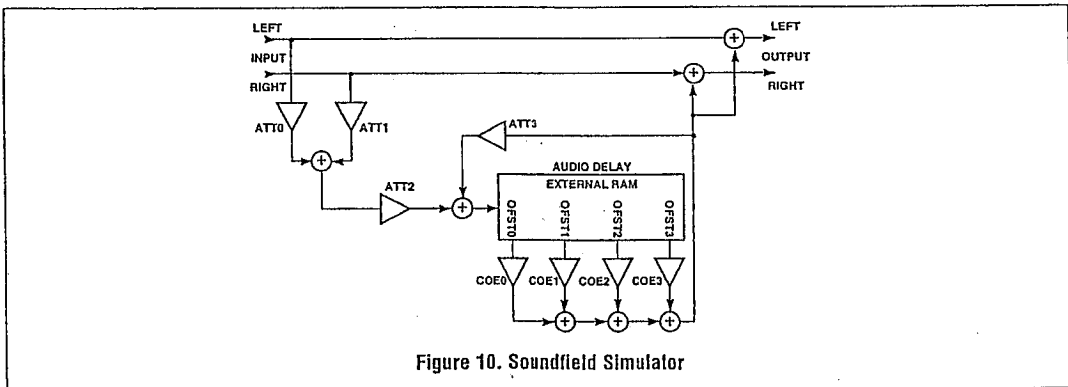 LEFT
INPUT
RIGHT
LEFT
OUTPUT
RIGHT
ATT0
ATT1
ATT3
ATT2
AUDIO DELAY
EXTERNAL RAM
OFST0
OFST1
OFST2
OFST3
COE0
COE1
COE2
COE3
Figure 10. Soundfield Simulator